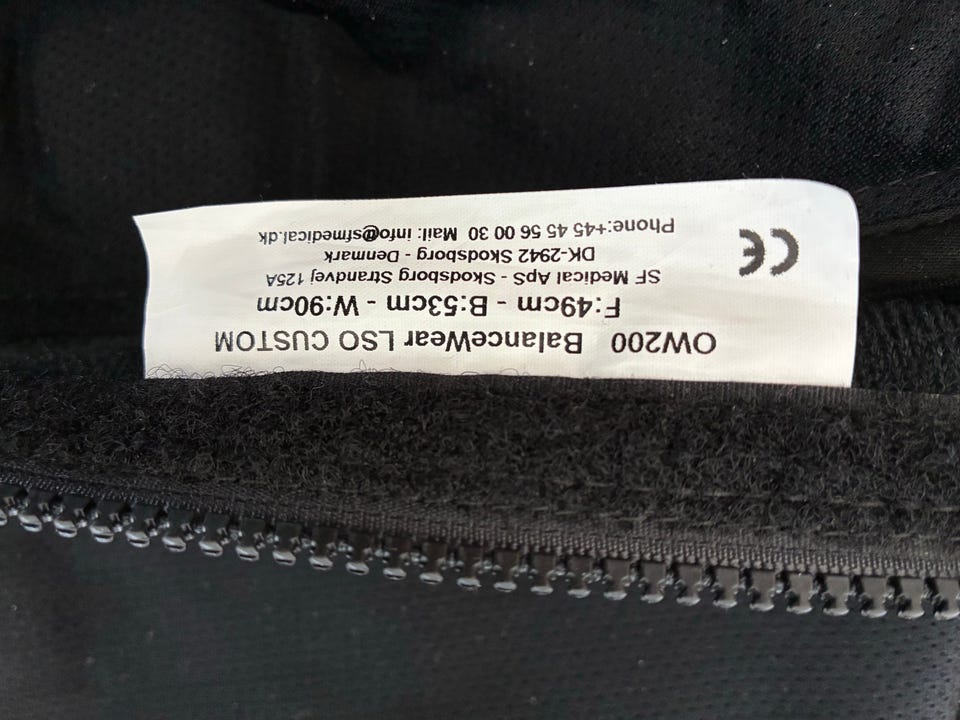 OW200 BalanceWear LSO CUSTOM
F:49cm - B:53cm - W:90cm
SF Medical ApS - Skodsborg Strandvej 125A
DK-2942 Skodsborg - Denmark
Phone:+45 45 56 00 30 Mail: info@sfmedical.dk
CE